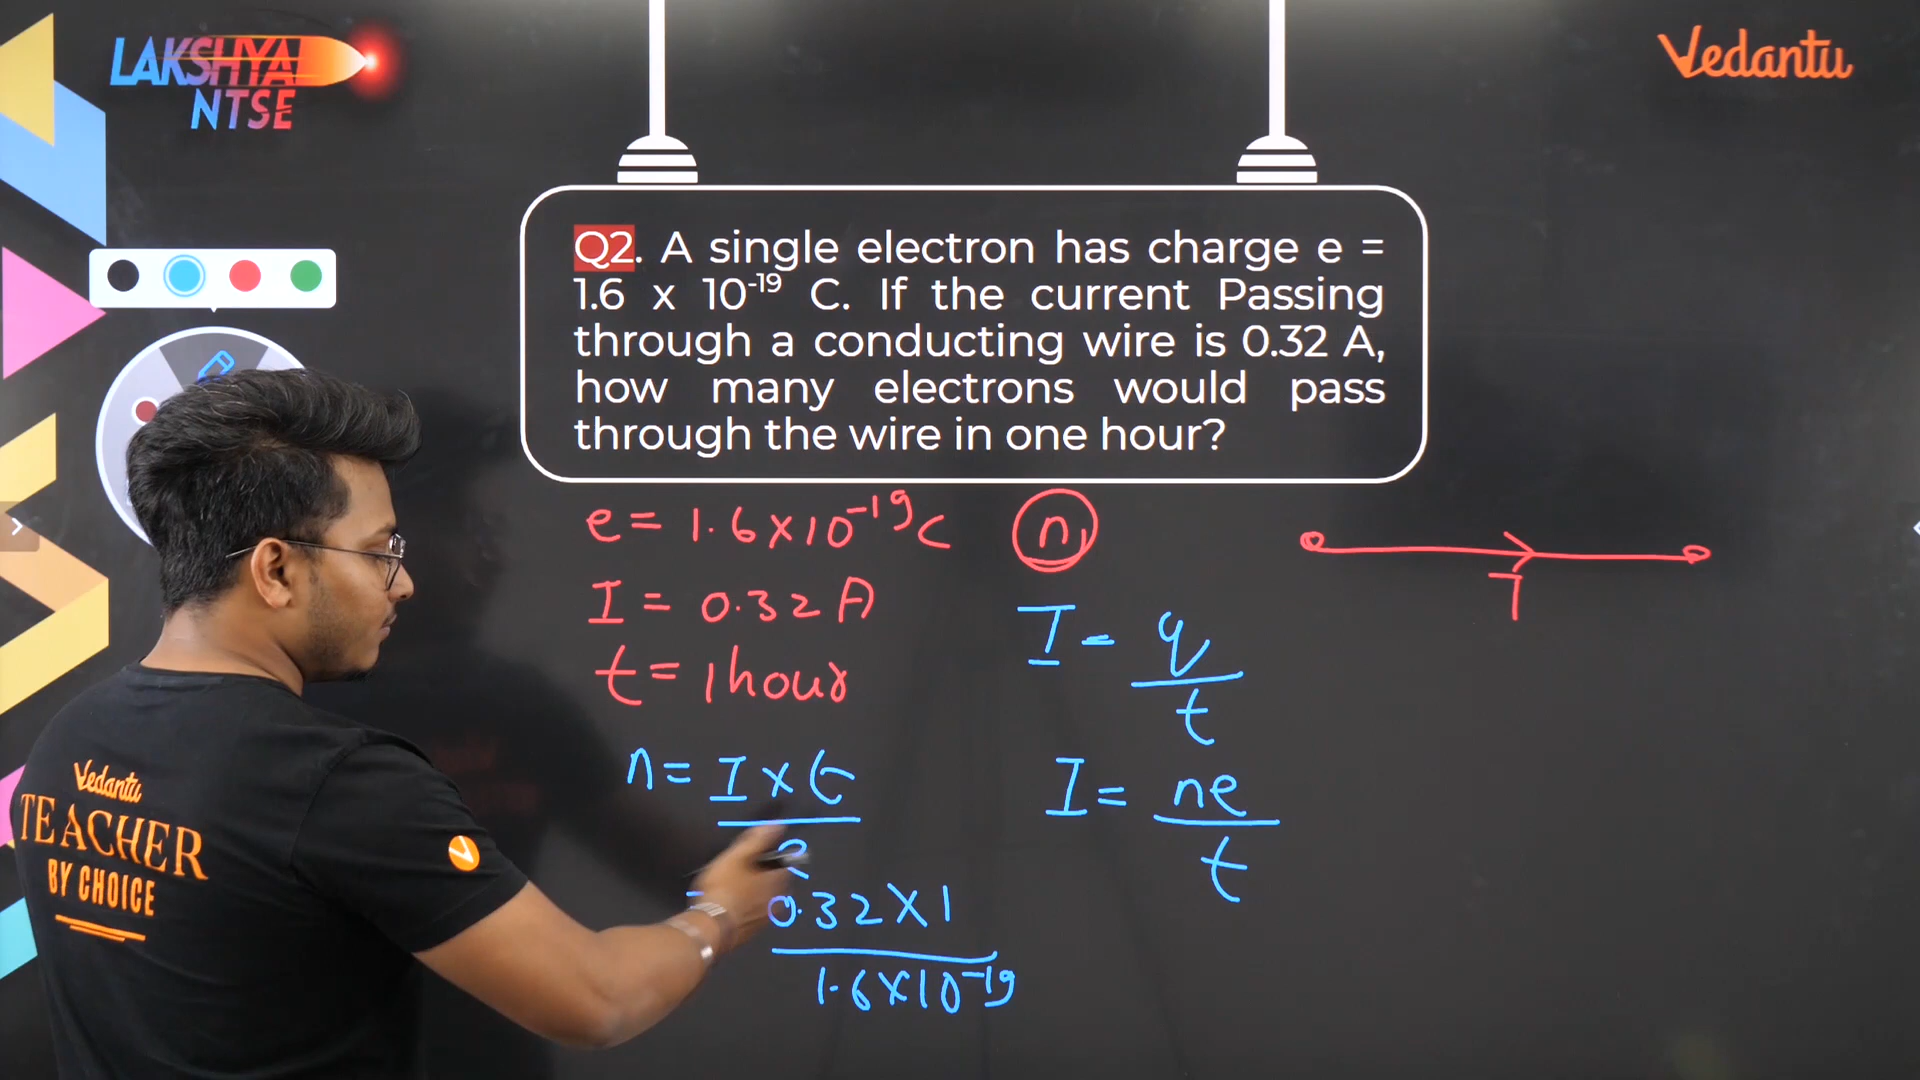 LAKSHYA
NTSE
Vedantu
Q2. A single electron has charge e =
1.6 x 10⁻¹⁹ C. If the current Passing
through a conducting wire is 0.32 A,
how many electrons would pass
through the wire in one hour?
e = 1.6 x 10⁻¹⁹ C
n
I = 0.32 A
t = 1 hour
I = q/t
n = I x t/e
I = ne/t
= 0.32 x 1/1.6 x 10⁻¹⁹
I
Vedantu
TEACHER
BY CHOICE
V